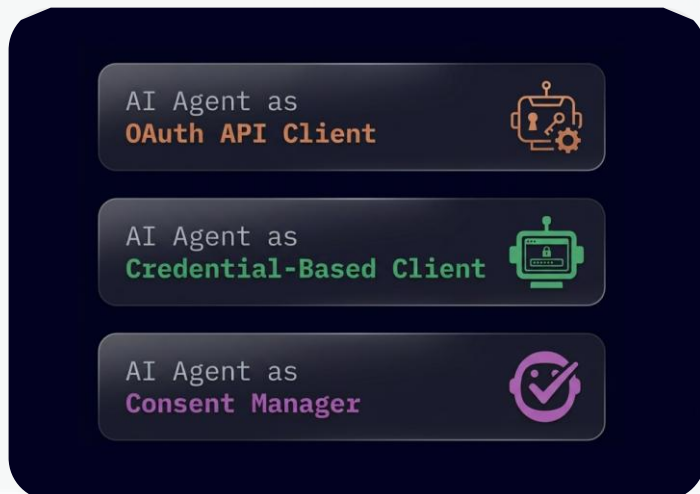 AI Agent as
OAuth API Client
AI Agent as
Credential-Based Client
AI Agent as
Consent Manager